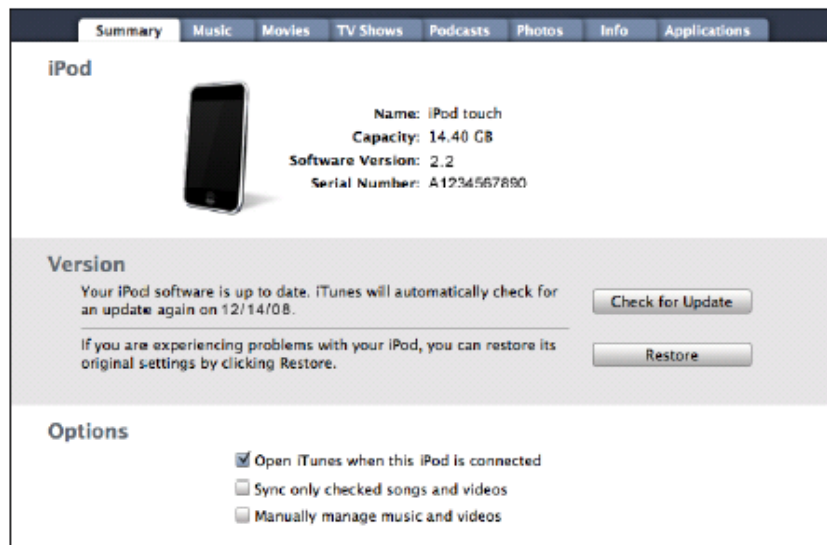 Summary Music Movies TV Shows Podcasts Photos Info Applications
iPod
Name: iPod touch
Capacity: 14.40 GB
Software Version: 2.2
Serial Number: A1234567890
Version
Your iPod software is up to date. iTunes will automatically check for
an update again on 12/14/08.
Check for Update
If you are experiencing problems with your iPod, you can restore its
original settings by clicking Restore.
Restore
Options
Open iTunes when this iPod is connected
Sync only checked songs and videos
Manually manage music and videos